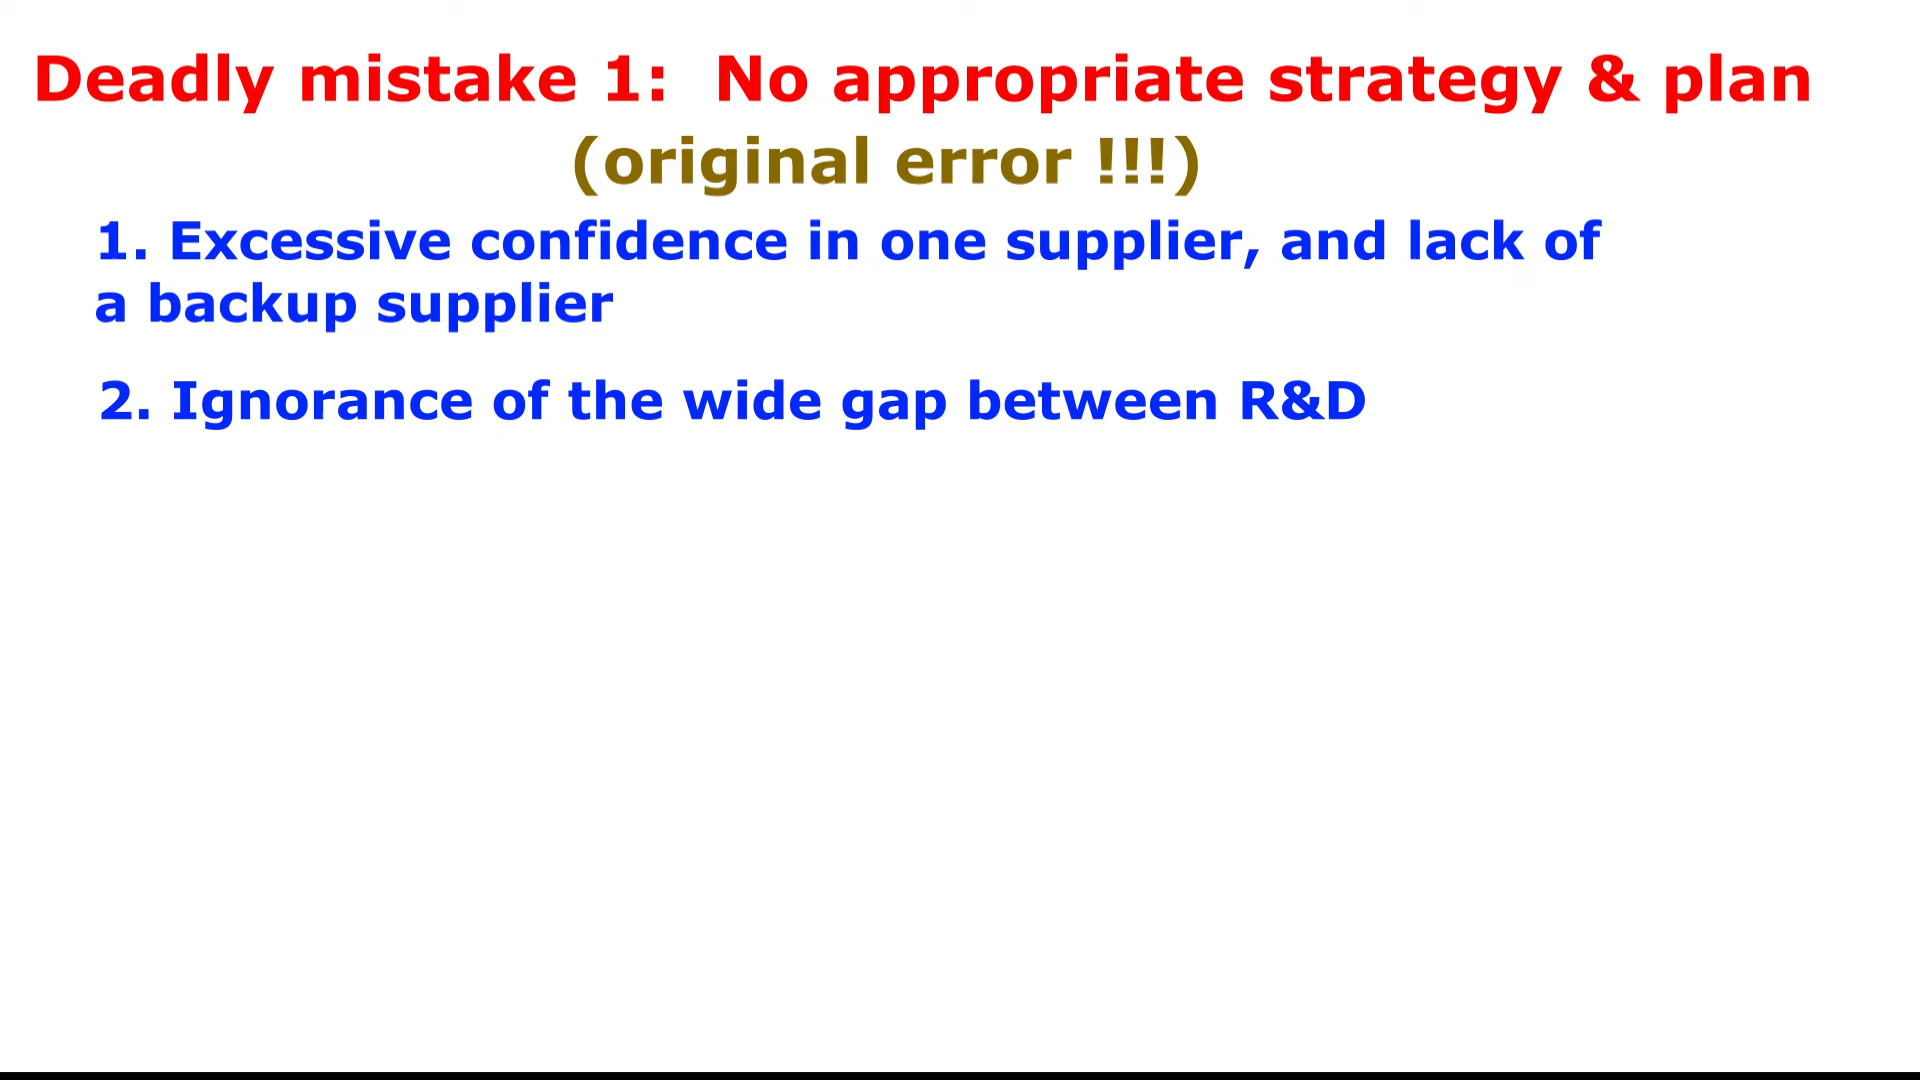 Deadly mistake 1:  No appropriate strategy & plan
(original error !!!)
1. Excessive confidence in one supplier, and lack of
a backup supplier
2. Ignorance of the wide gap between R&D